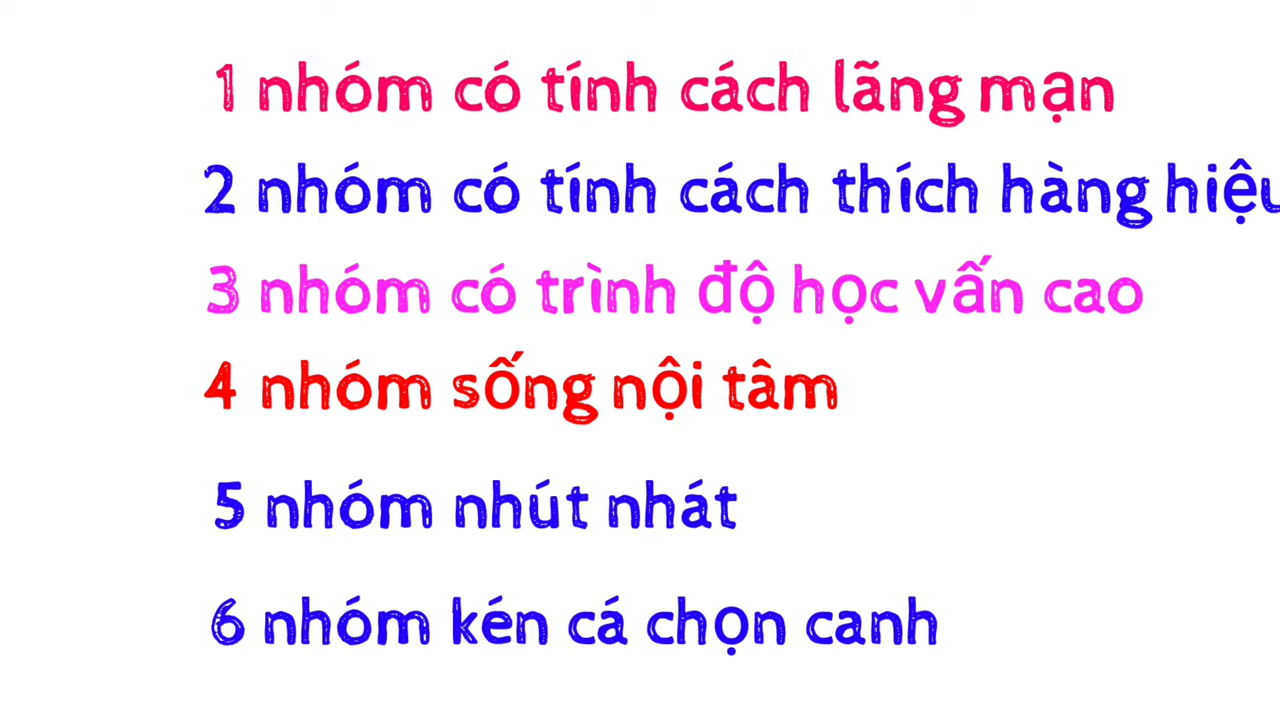 1 nhóm có tính cách lãng mạn
2 nhóm có tính cách thích hàng hiệu
3 nhóm có trình độ học vấn cao
4 nhóm sống nội tâm
5 nhóm nhút nhát
6 nhóm kén cá chọn canh